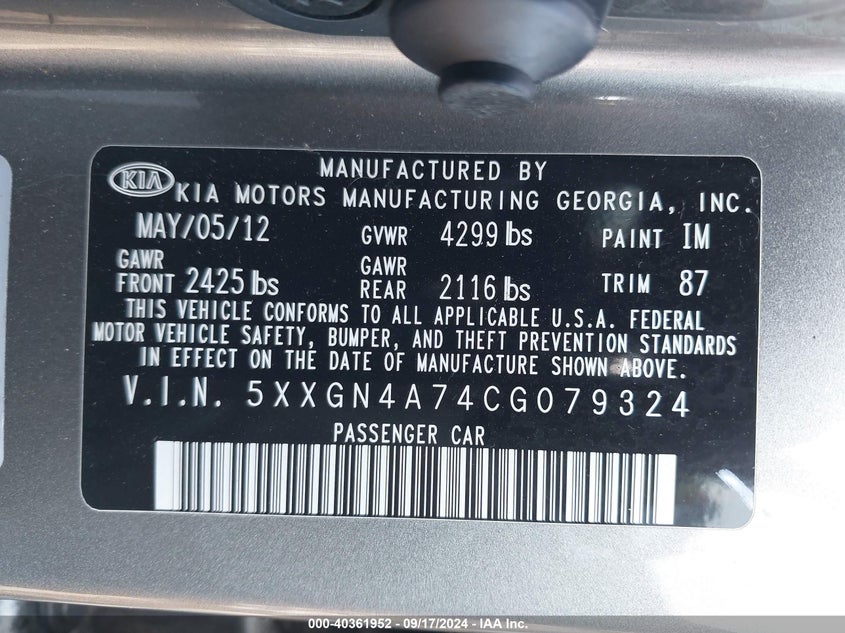 MANUFACTURED BY
KIA KIA MOTORS MANUFACTURING GEORGIA, INC.
MAY/05/12 GVWR 4299 lbs PAINT IM
GAWR FRONT 2425 lbs GAWR REAR 2116 lbs TRIM 87
THIS VEHICLE CONFORMS TO ALL APPLICABLE U.S.A. FEDERAL
MOTOR VEHICLE SAFETY, BUMPER, AND THEFT PREVENTION STANDARDS
IN EFFECT ON THE DATE OF MANUFACTURE SHOWN ABOVE.
V.I.N. 5XXGN4A74CG079324
PASSENGER CAR
000-40361952 - 09/17/2024 - IAA Inc.